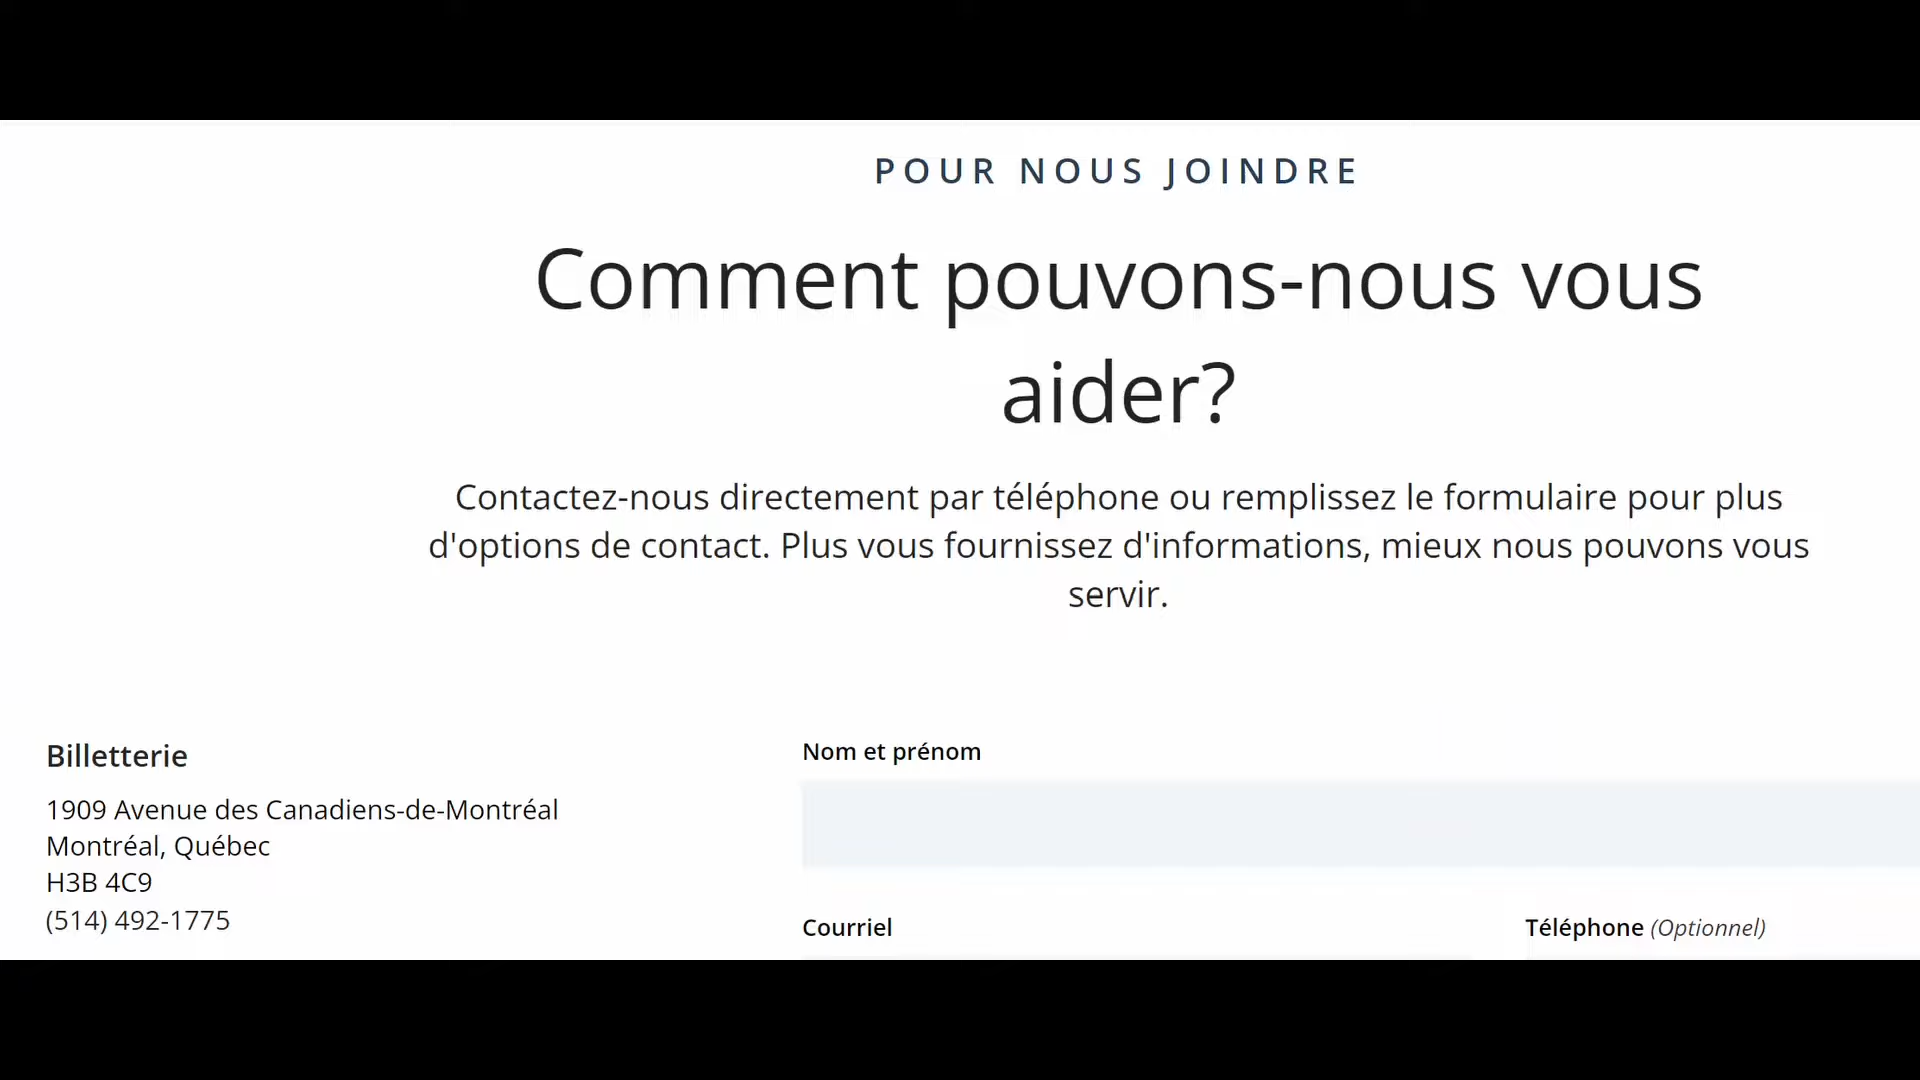 POUR NOUS JOINDRE
Comment pouvons-nous vous
aider?
Contactez-nous directement par téléphone ou remplissez le formulaire pour plus
d'options de contact. Plus vous fournissez d'informations, mieux nous pouvons vous
servir.
Billetterie
1909 Avenue des Canadiens-de-Montréal
Montréal, Québec
H3B 4C9
(514) 492-1775
Nom et prénom
Courriel
Téléphone (Optionnel)